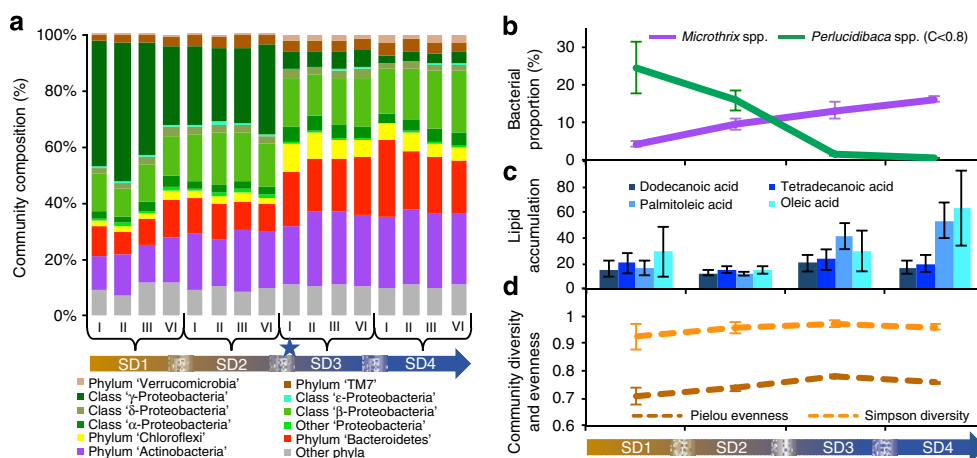 a
Community composition (%)
100%
80%
60%
40%
20%
0%
I II III VI I II III VI I II III VI I II III VI
SD1 SD2 SD3 SD4
Phylum 'Verrucomicrobia'
Class 'γ-Proteobacteria'
Class 'δ-Proteobacteria'
Class 'α-Proteobacteria'
Phylum 'Chloroflexi'
Phylum 'Actinobacteria'
Phylum 'TM7'
Class 'ε-Proteobacteria'
Class 'β-Proteobacteria'
Other 'Proteobacteria'
Phylum 'Bacteroidetes'
Other phyla
b
Bacterial
proportion (%)
30
20
10
0
Microthrix spp.
Perlucidibaca spp. (C<0.8)
c
Lipid
accumulation
80
60
40
20
0
Dodecanoic acid
Tetradecanoic acid
Palmitoleic acid
Oleic acid
d
Community diversity
and evenness
1
0.9
0.8
0.7
0.6
Pielou evenness
Simpson diversity
SD1 SD2 SD3 SD4